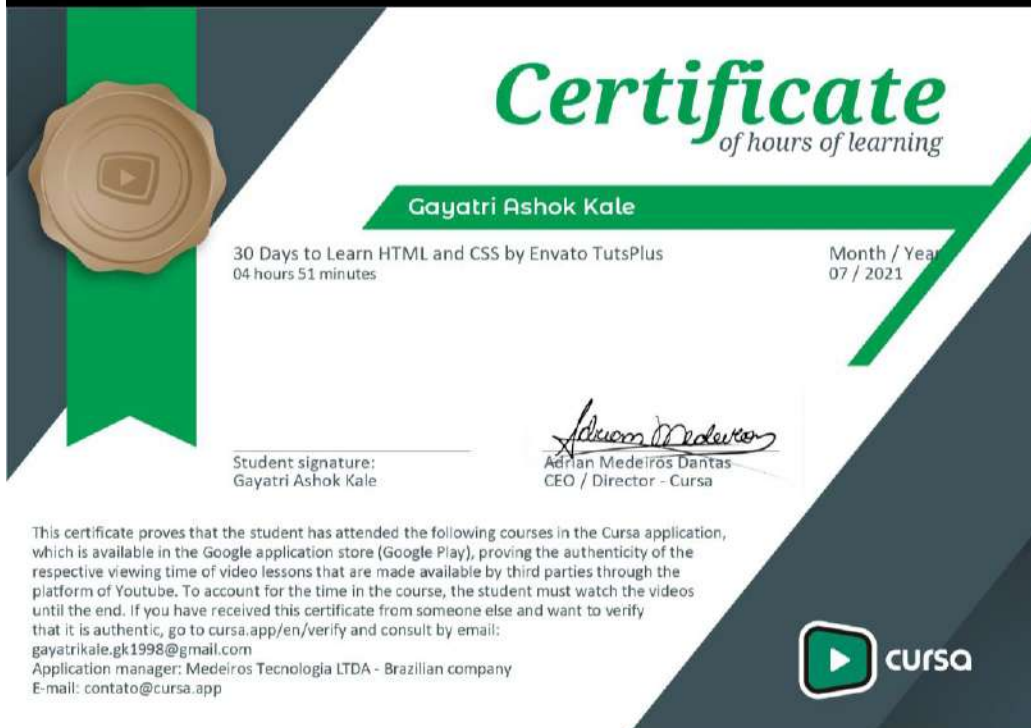 Certificate
of hours of learning
Gayatri Ashok Kale
30 Days to Learn HTML and CSS by Envato TutsPlus
04 hours 51 minutes
Month / Year
07 / 2021
Adrian Medeiros
Student signature:
Gayatri Ashok Kale
Adrian Medeiros Dantas
CEO / Director - Cursa
This certificate proves that the student has attended the following courses in the Cursa application,
which is available in the Google application store (Google Play), proving the authenticity of the
respective viewing time of video lessons that are made available by third parties through the
platform of Youtube. To account for the time in the course, the student must watch the videos
until the end. If you have received this certificate from someone else and want to verify
that it is authentic, go to cursa.app/en/verify and consult by email:
gayatrikale.gk1998@gmail.com
Application manager: Medeiros Tecnologia LTDA - Brazilian company
E-mail: contato@cursa.app
cursa